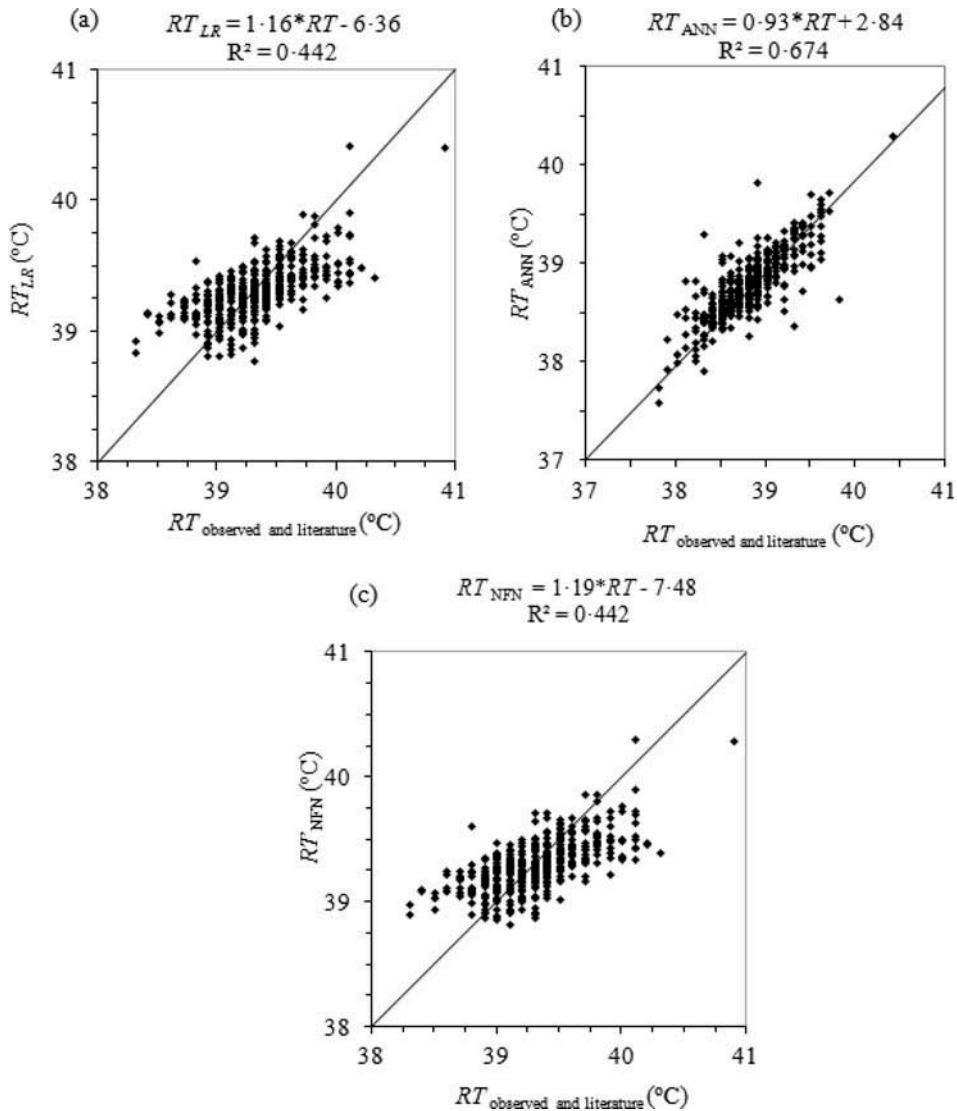 (a)
RT_LR = 1·16*RT - 6·36
R² = 0·442
41
40
39
38
38 39 40 41
RT_LR (°C)
RT_observed and literature (°C)
(b)
RT_ANN = 0·93*RT + 2·84
R² = 0·674
41
40
39
38
37
37 38 39 40 41
RT_ANN (°C)
RT_observed and literature (°C)
(c)
RT_NFN = 1·19*RT - 7·48
R² = 0·442
41
40
39
38
38 39 40 41
RT_NFN (°C)
RT_observed and literature (°C)